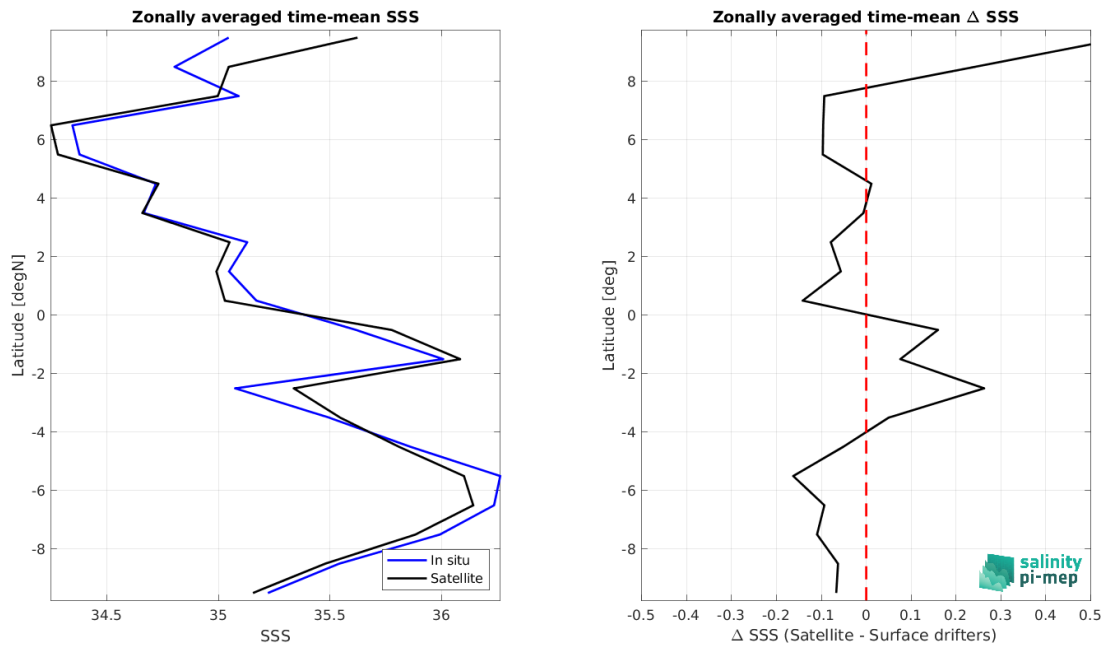 Zonally averaged time-mean SSS
8
6
4
2
0
-2
-4
-6
-8
Latitude [degN]
34.5 35 35.5 36
SSS
In situ
Satellite
Zonally averaged time-mean Δ SSS
8
6
4
2
0
-2
-4
-6
-8
Latitude [deg]
-0.5 -0.4 -0.3 -0.2 -0.1 0 0.1 0.2 0.3 0.4 0.5
Δ SSS (Satellite - Surface drifters)
salinity
pi-mep